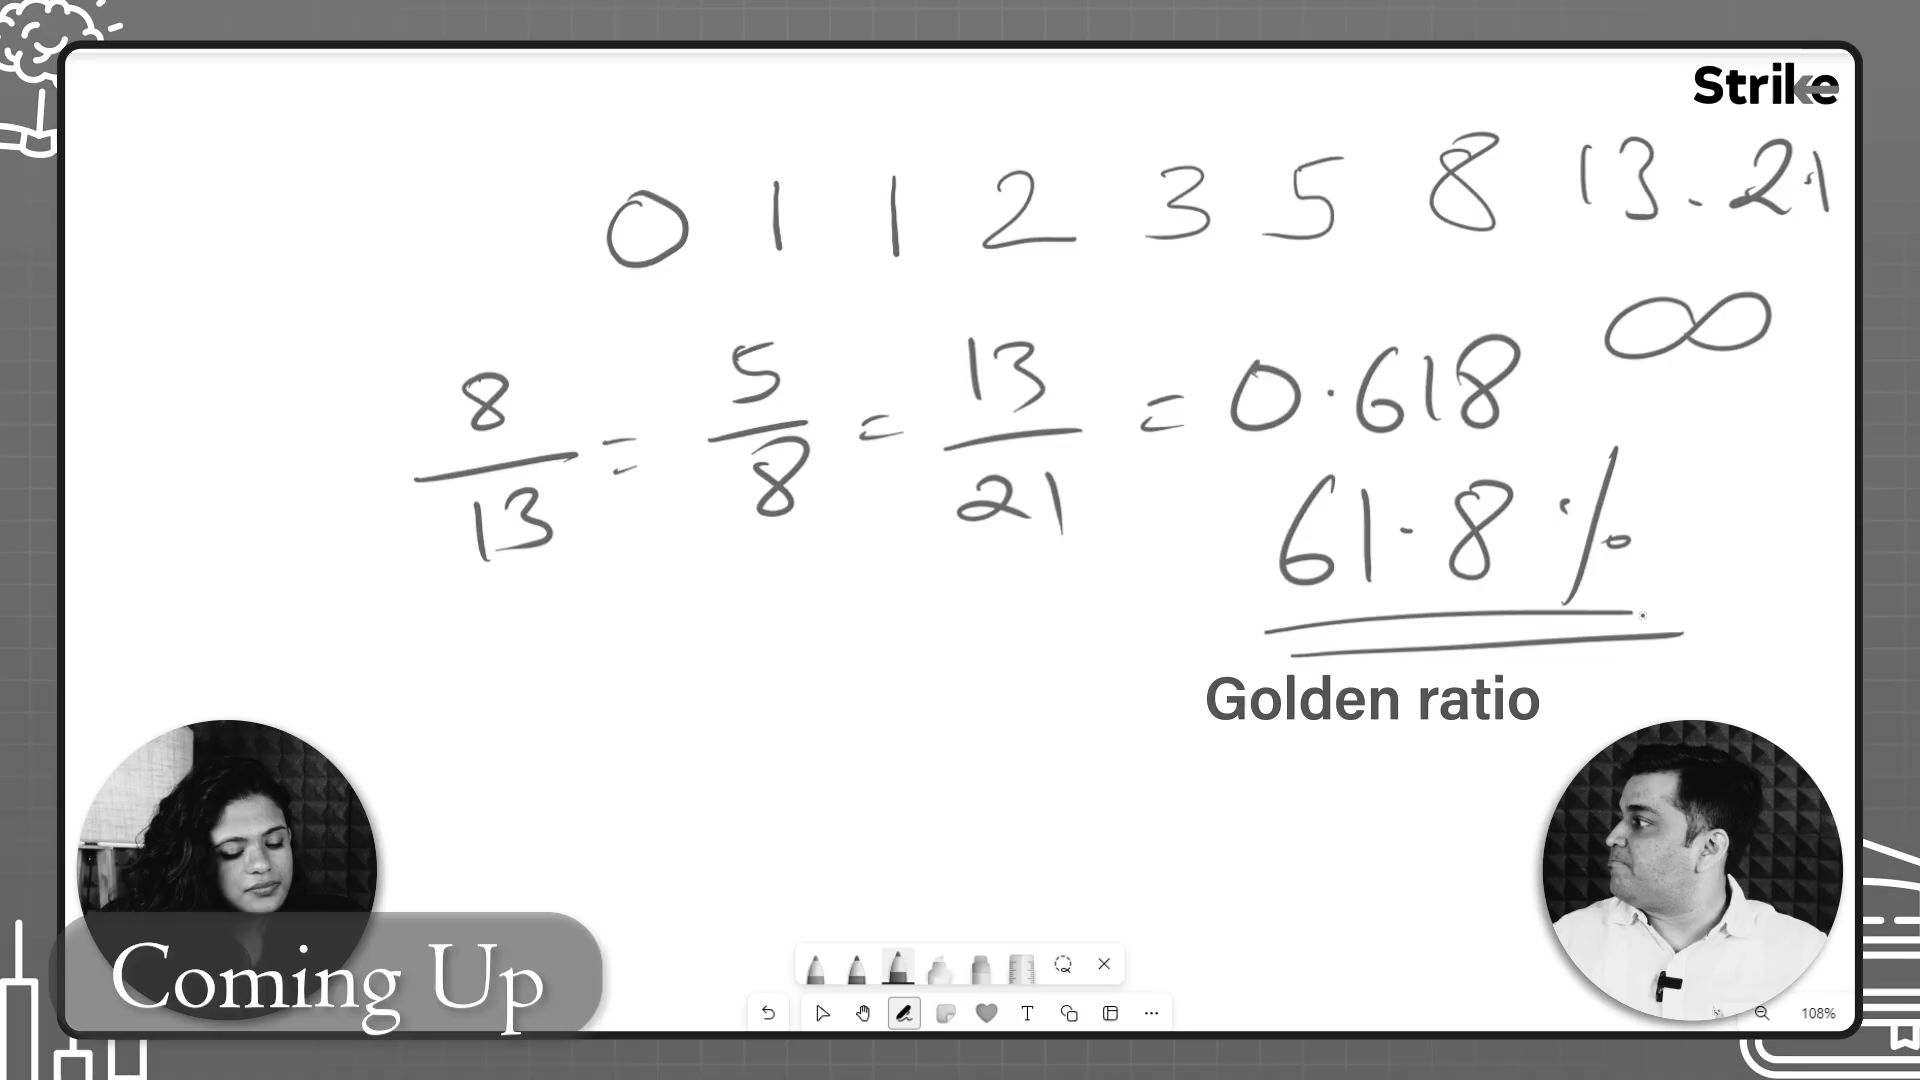 Strike
0 1 1 2 3 5 8 13. 21
∞
8/13 = 5/8 = 13/21 = 0.618
61.8 %
Golden ratio
Coming Up
T
108%